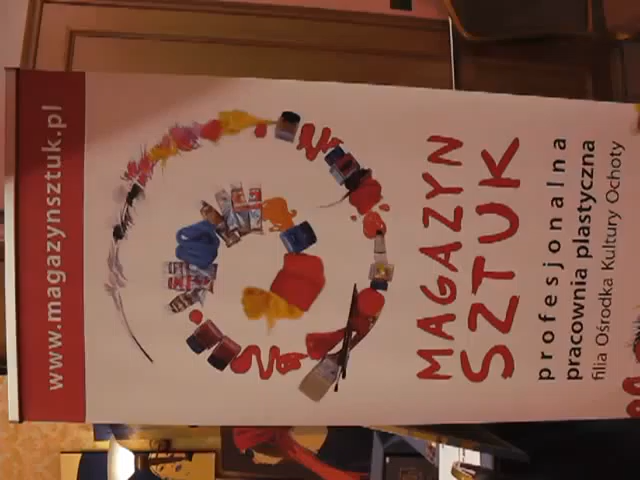 MAGAZYN
SZTUK
profesjonalna
pracownia plastyczna
filia Ośrodka Kultury Ochoty
www.magazynsztuk.pl